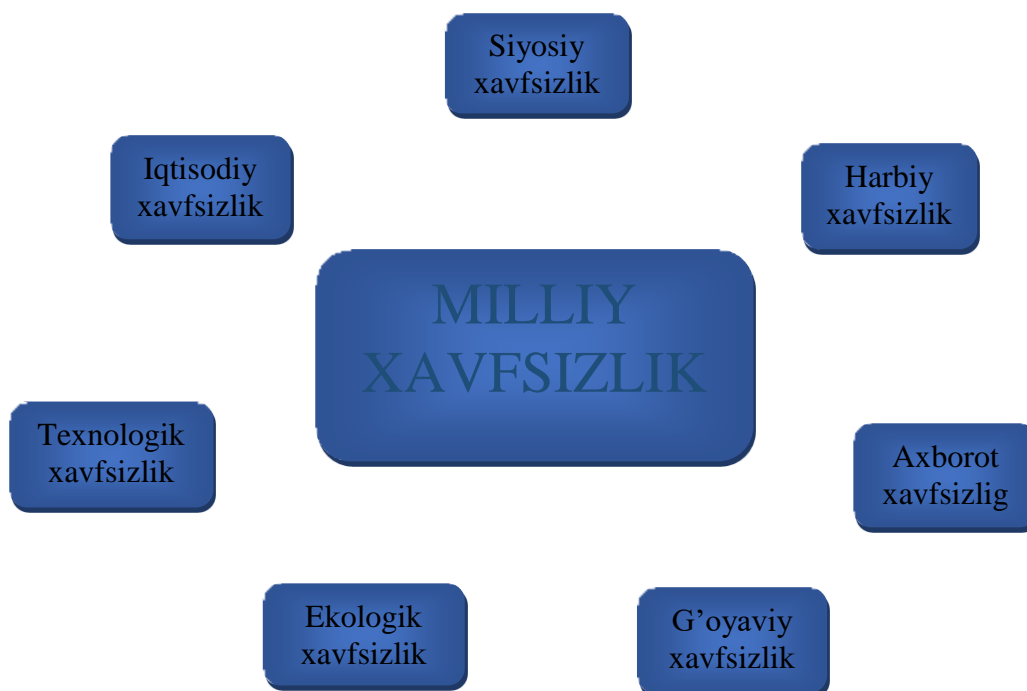 Siyosiy
xavfsizlik
Iqtisodiy
xavfsizlik
Harbiy
xavfsizlik
MILLIY
XAVFSIZLIK
Texnologik
xavfsizlik
Axborot
xavfsizlig
Ekologik
xavfsizlik
G’oyaviy
xavfsizlik